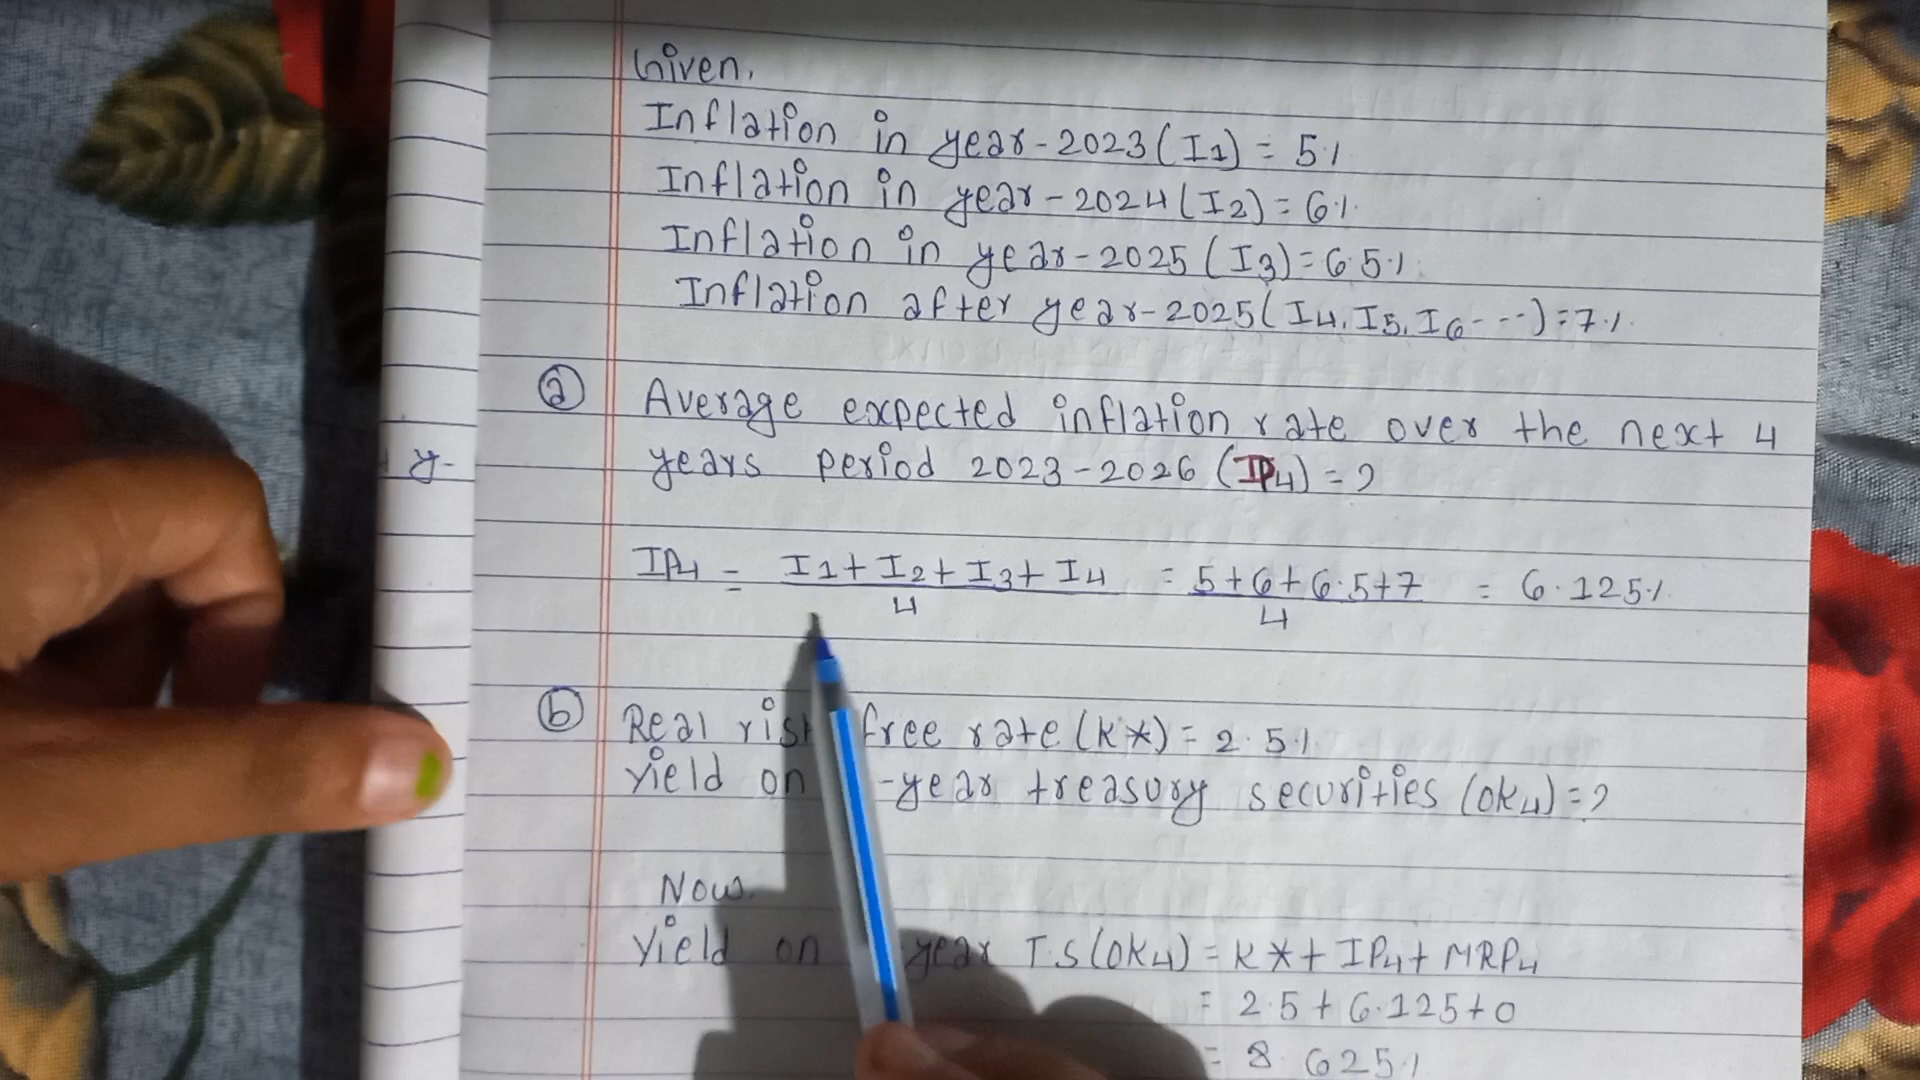 Given,
Inflation in year-2023(I1) = 5%
Inflation in year-2024(I2) = 6%
Inflation in year-2025 (I3) = 6.5%
Inflation after year-2025(I4, I5, I6---) = 7%
(a) Average expected inflation rate over the next 4
years period 2023-2026 (IP4) = ?
IP4 = I1 + I2 + I3 + I4 / 4 = 5+6+6.5+7 / 4 = 6.125%
(b) Real risk free rate (K*) = 2.5%
Yield on -year treasury securities (OK4) = ?
Now.
Yield on year T.S(OK4) = K* + IP4 + MRP4
= 2.5 + 6.125 + 0
= 8.625%